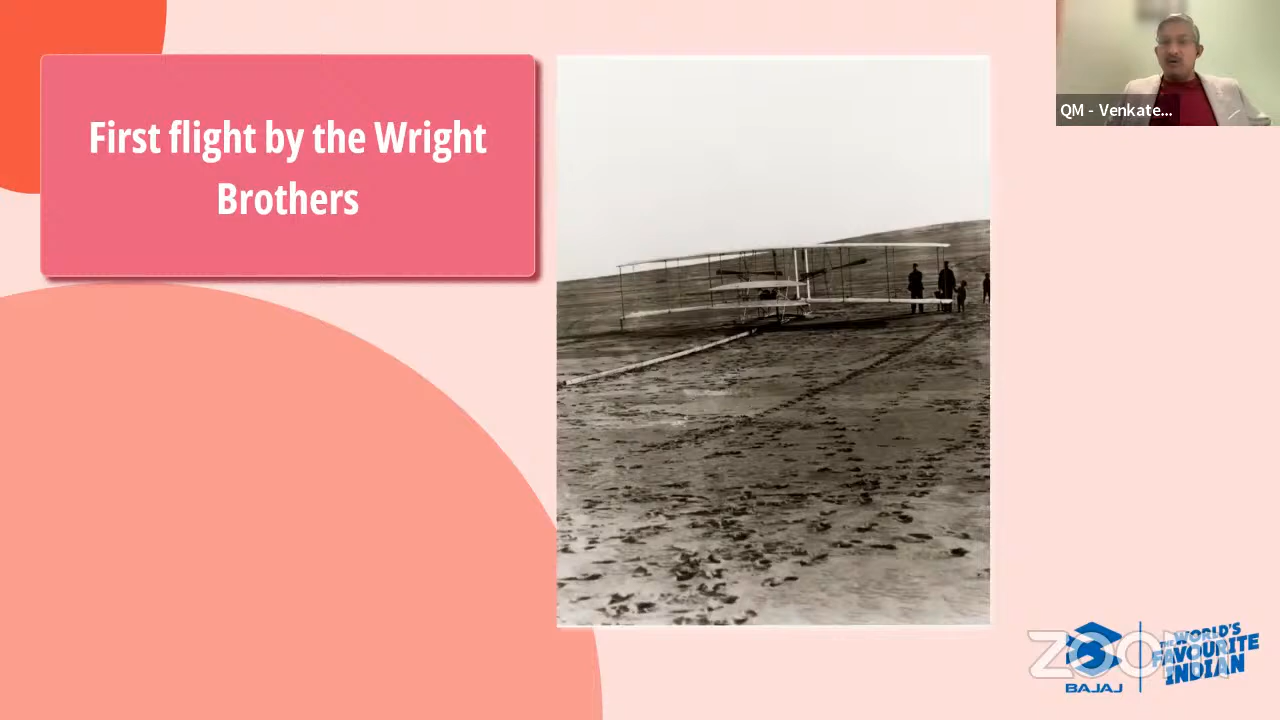 First flight by the Wright
Brothers
QM - Venkate...
zoom
BAJAJ
THE WORLD'S
FAVOURITE
INDIAN